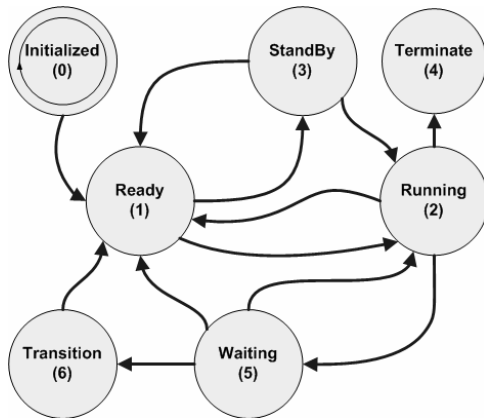 Initialized
(0)
StandBy
(3)
Terminate
(4)
Ready
(1)
Running
(2)
Transition
(6)
Waiting
(5)